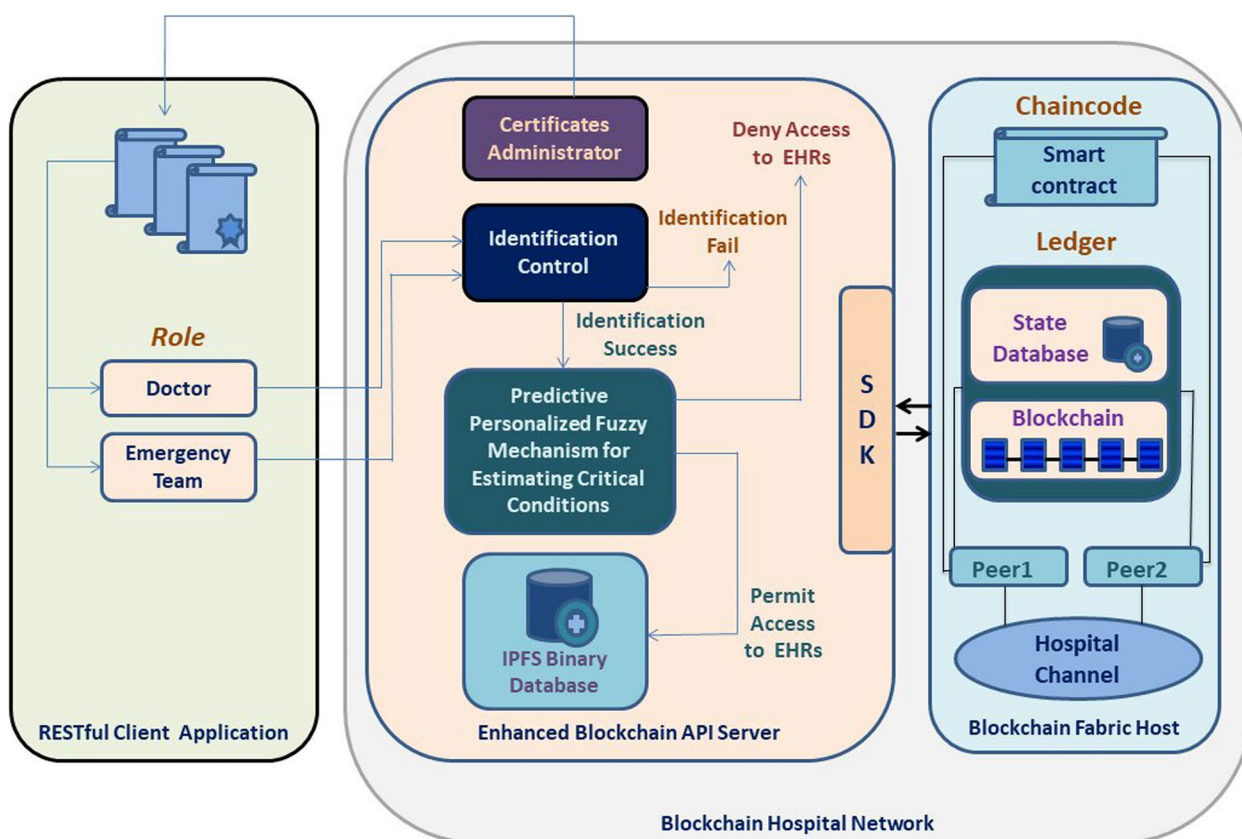 Role
Doctor
Emergency
Team
RESTful Client Application
Certificates
Administrator
Deny Access
to EHRs
Identification
Control
Identification
Fail
Identification
Success
Predictive
Personalized Fuzzy
Mechanism for
Estimating Critical
Conditions
IPFS Binary
Database
Permit
Access
to EHRs
Enhanced Blockchain API Server
S
D
K
Chaincode
Smart
contract
Ledger
State
Database
Blockchain
Peer1
Peer2
Hospital
Channel
Blockchain Fabric Host
Blockchain Hospital Network